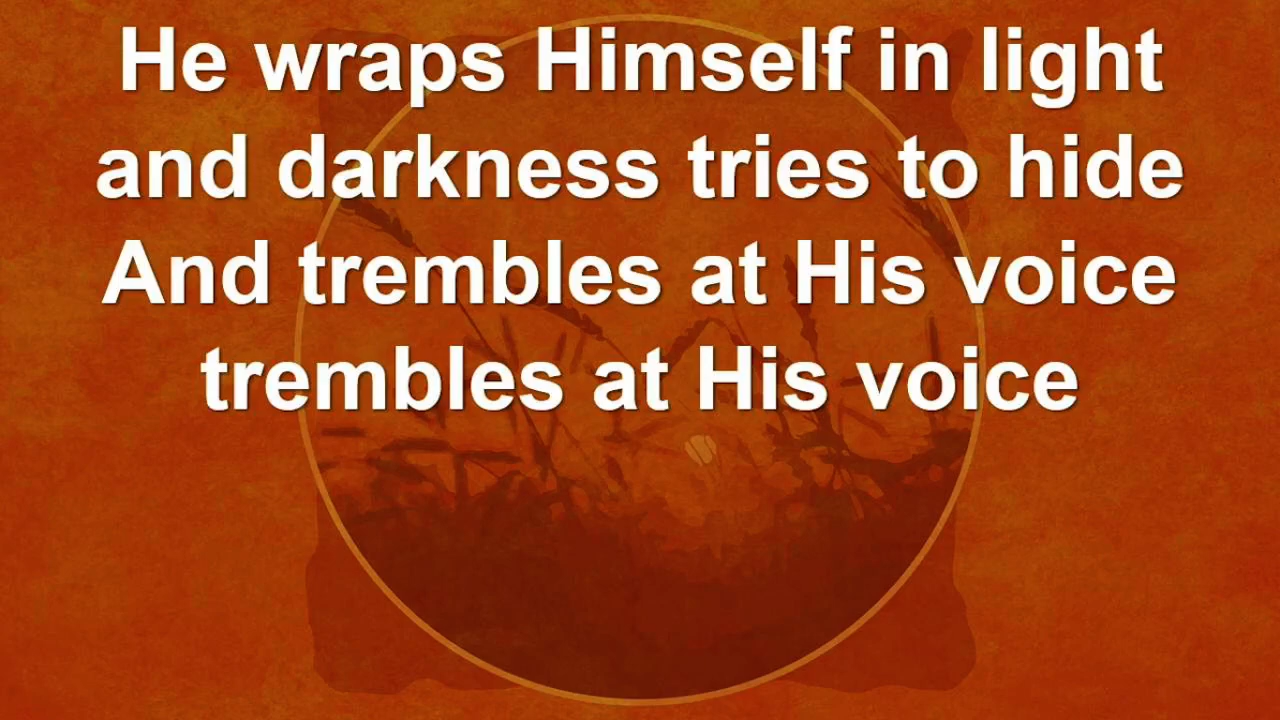 He wraps Himself in light
and darkness tries to hide
And trembles at His voice
trembles at His voice